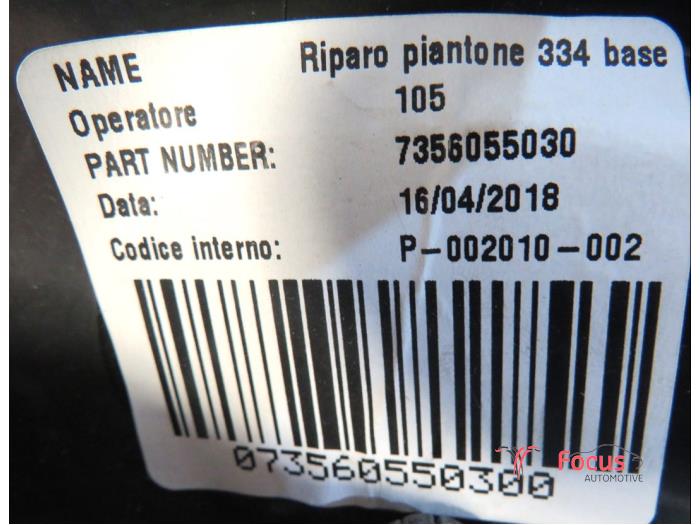 NAME Riparo piantone 334 base
Operatore 105
PART NUMBER: 7356055030
Data: 16/04/2018
Codice interno: P-002010-002
073560550300
Focus
AUTOMOTIVE